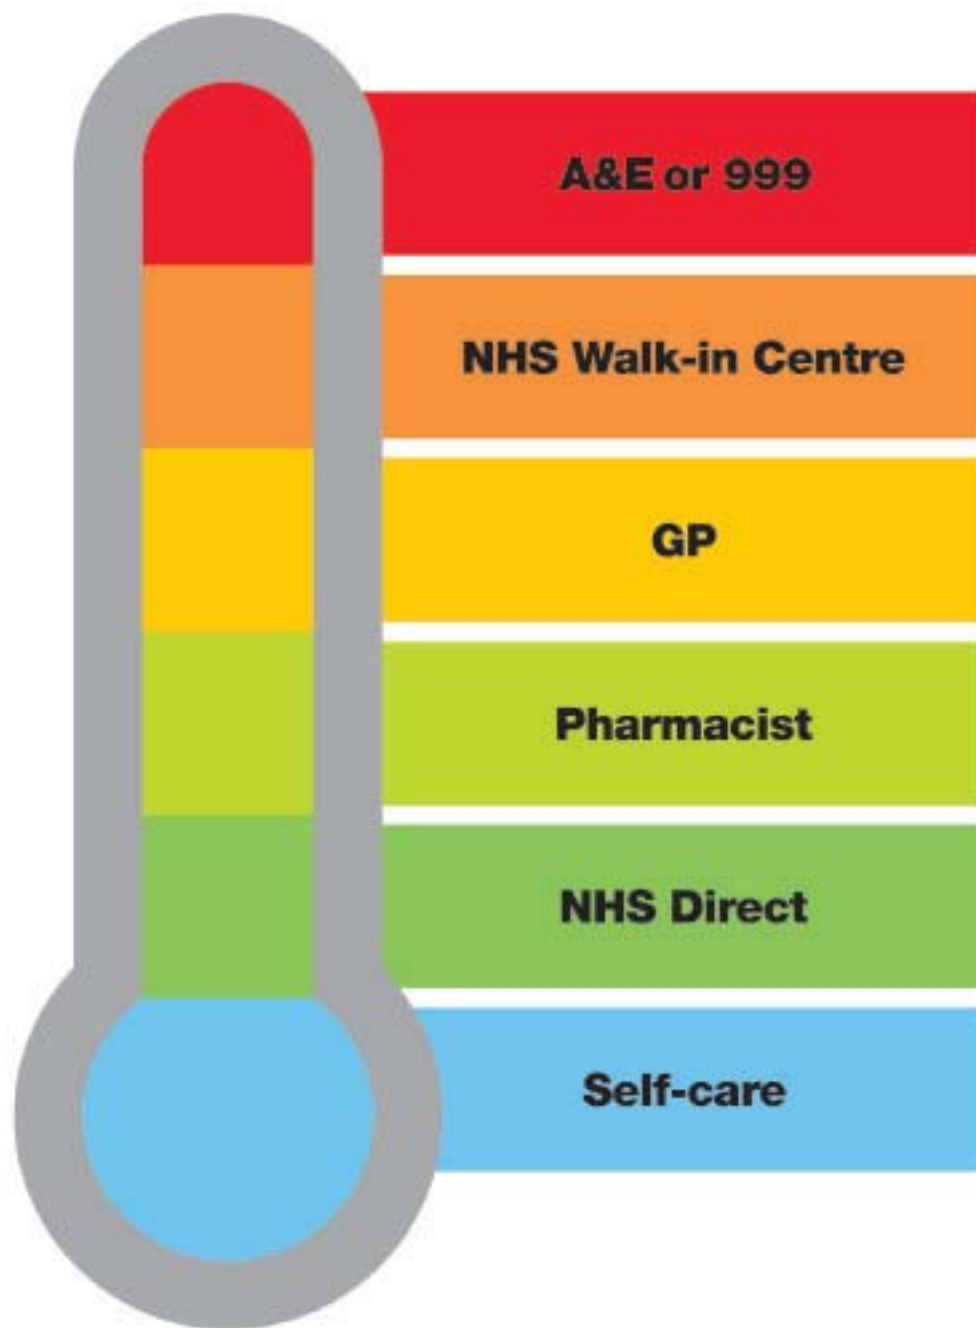 A&E or 999
NHS Walk-in Centre
GP
Pharmacist
NHS Direct
Self-care